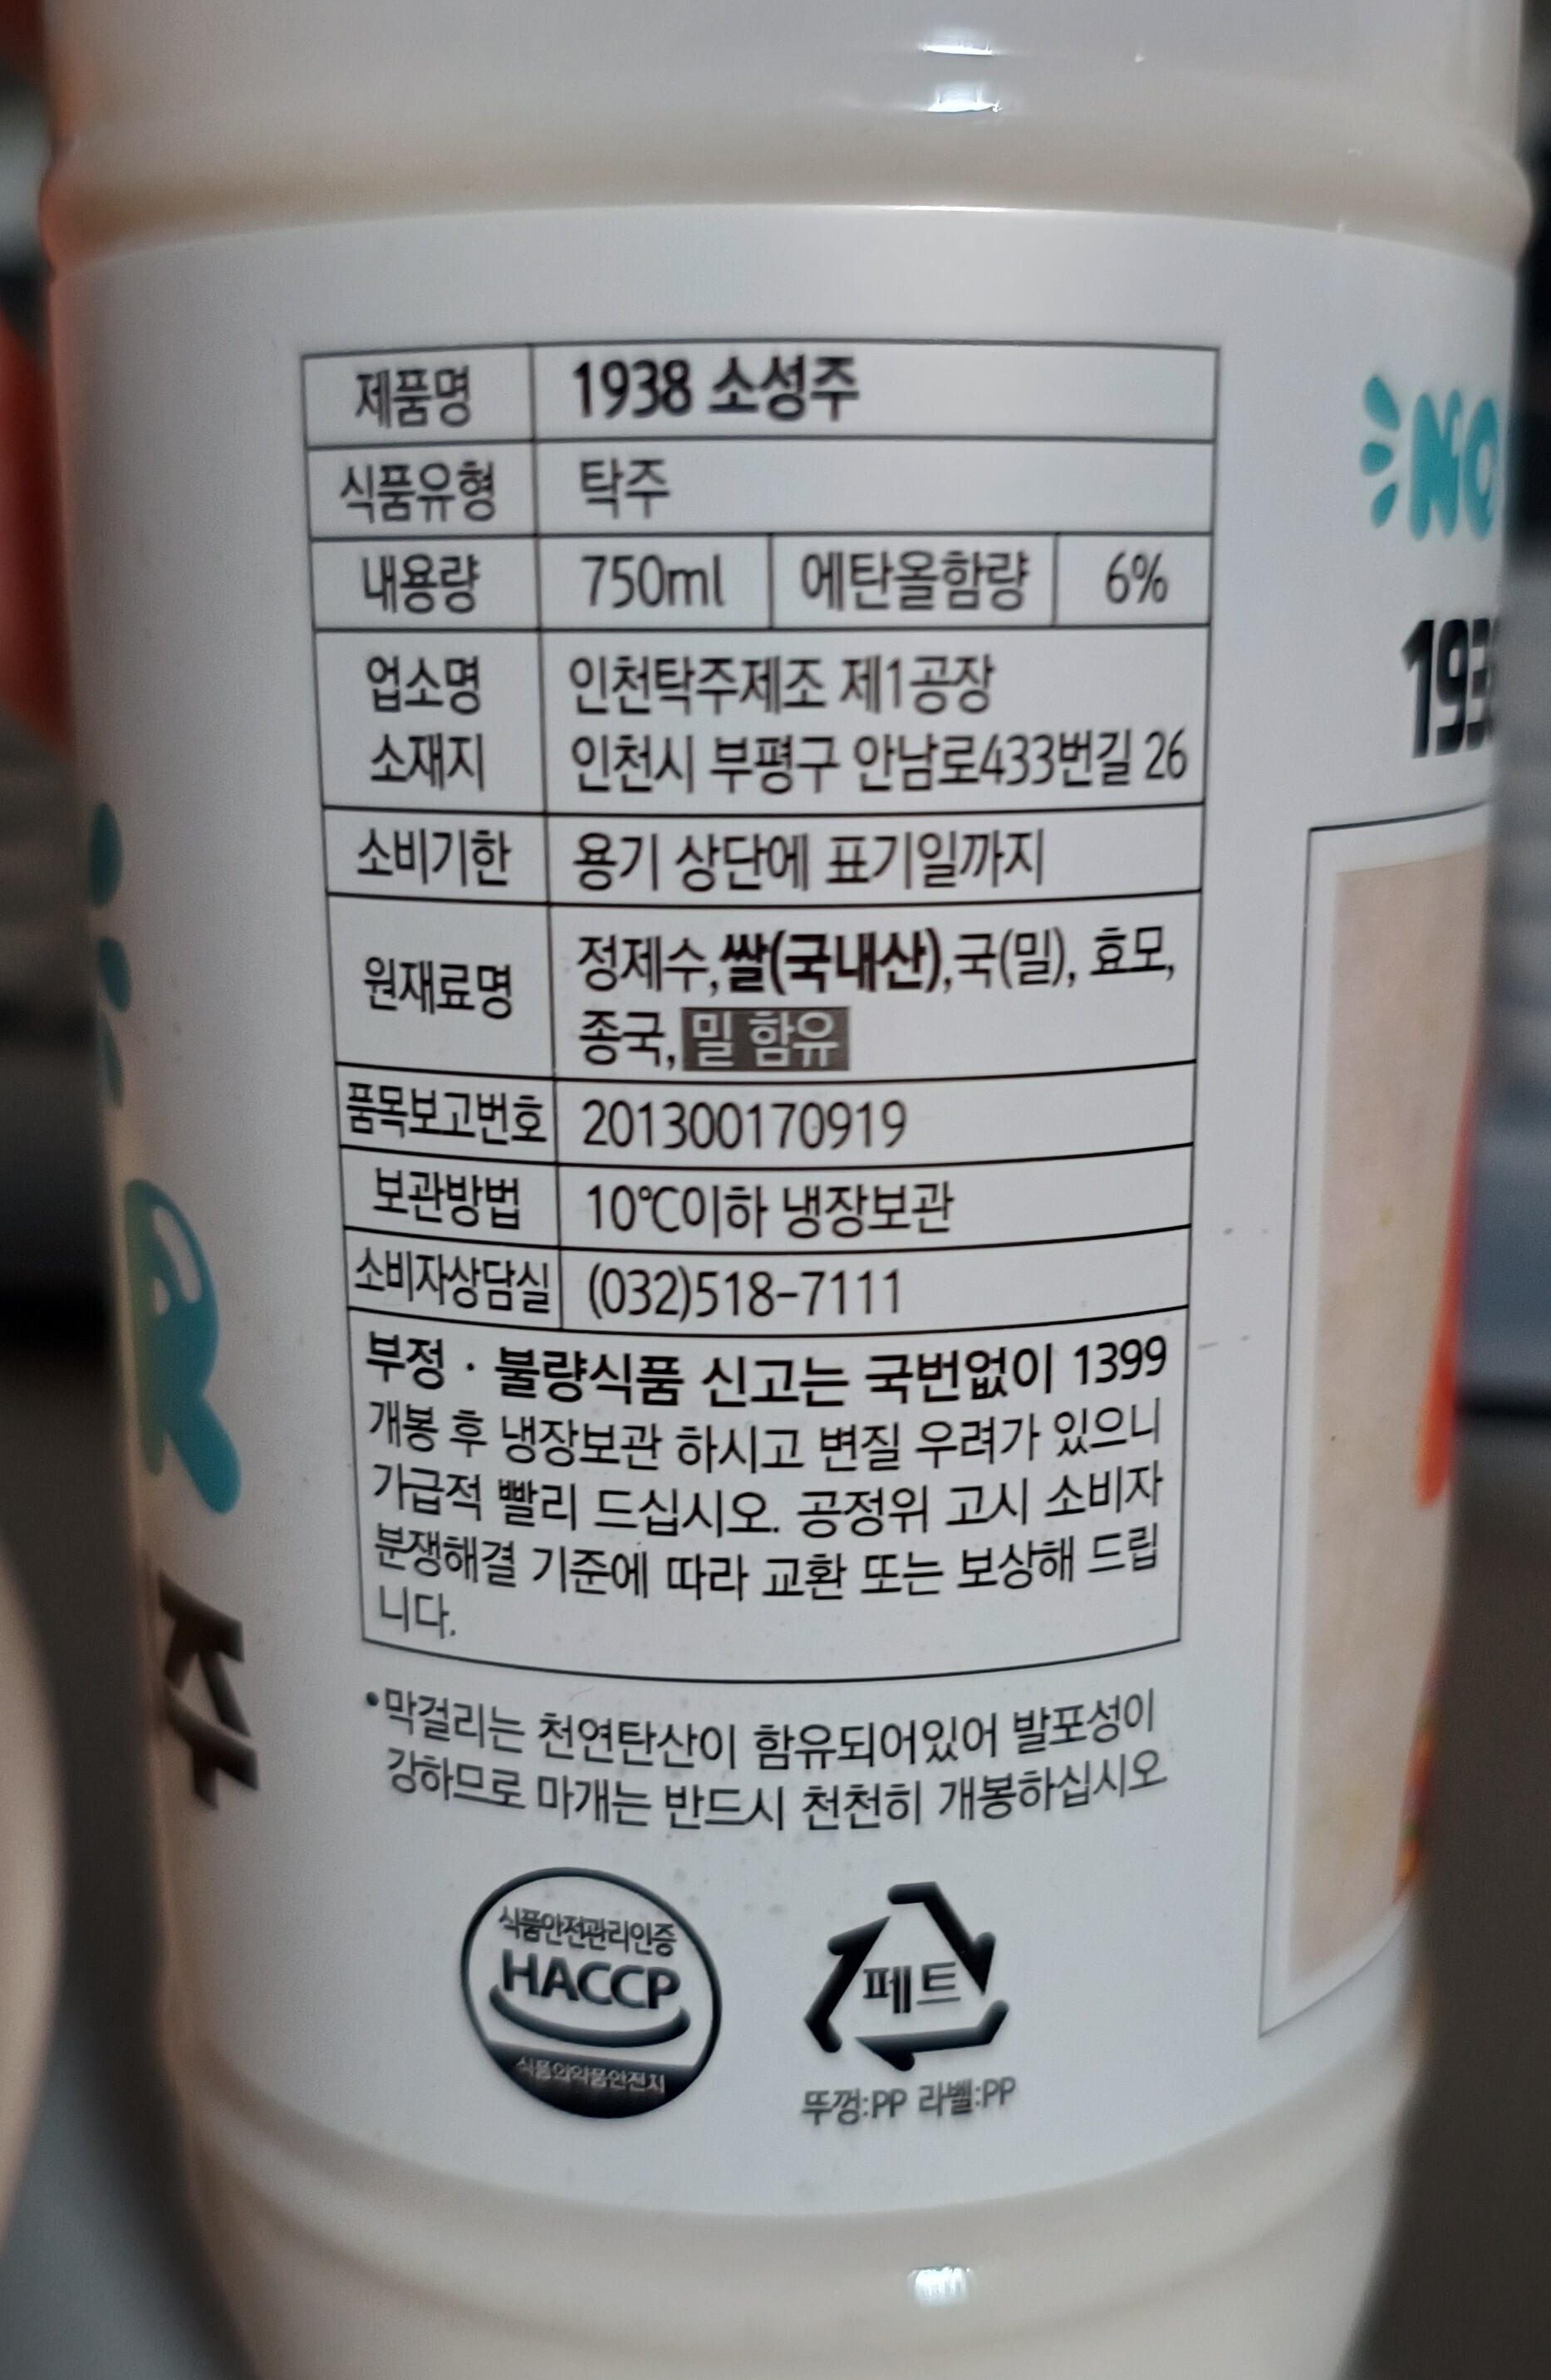 제품명 1938 소성주
식품유형 탁주
내용량 750ml 에탄올함량 6%
업소명 인천탁주제조 제1공장
소재지 인천시 부평구 안남로433번길 26
소비기한 용기 상단에 표기일까지
원재료명 정제수,쌀(국내산),국(밀), 효모,
종국, 밀 함유
품목보고번호 201300170919
보관방법 10℃이하 냉장보관
소비자상담실 (032)518-7111
부정 · 불량식품 신고는 국번없이 1399
개봉 후 냉장보관 하시고 변질 우려가 있으니
가급적 빨리 드십시오. 공정위 고시 소비자
분쟁해결 기준에 따라 교환 또는 보상해 드립
니다.
•막걸리는 천연탄산이 함유되어있어 발포성이
강하므로 마개는 반드시 천천히 개봉하십시오
식품안전관리인증
HACCP
식품의약품안전처
페트
뚜껑:PP 라벨:PP
R
주
NO
193